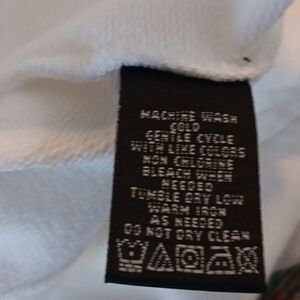 MACHINE WASH
COLD
GENTLE CYCLE
WITH LIKE COLORS
NON CHLORINE
BLEACH WHEN
NEEDED
TUMBLE DRY LOW
WARM IRON
AS NEEDED
DO NOT DRY CLEAN